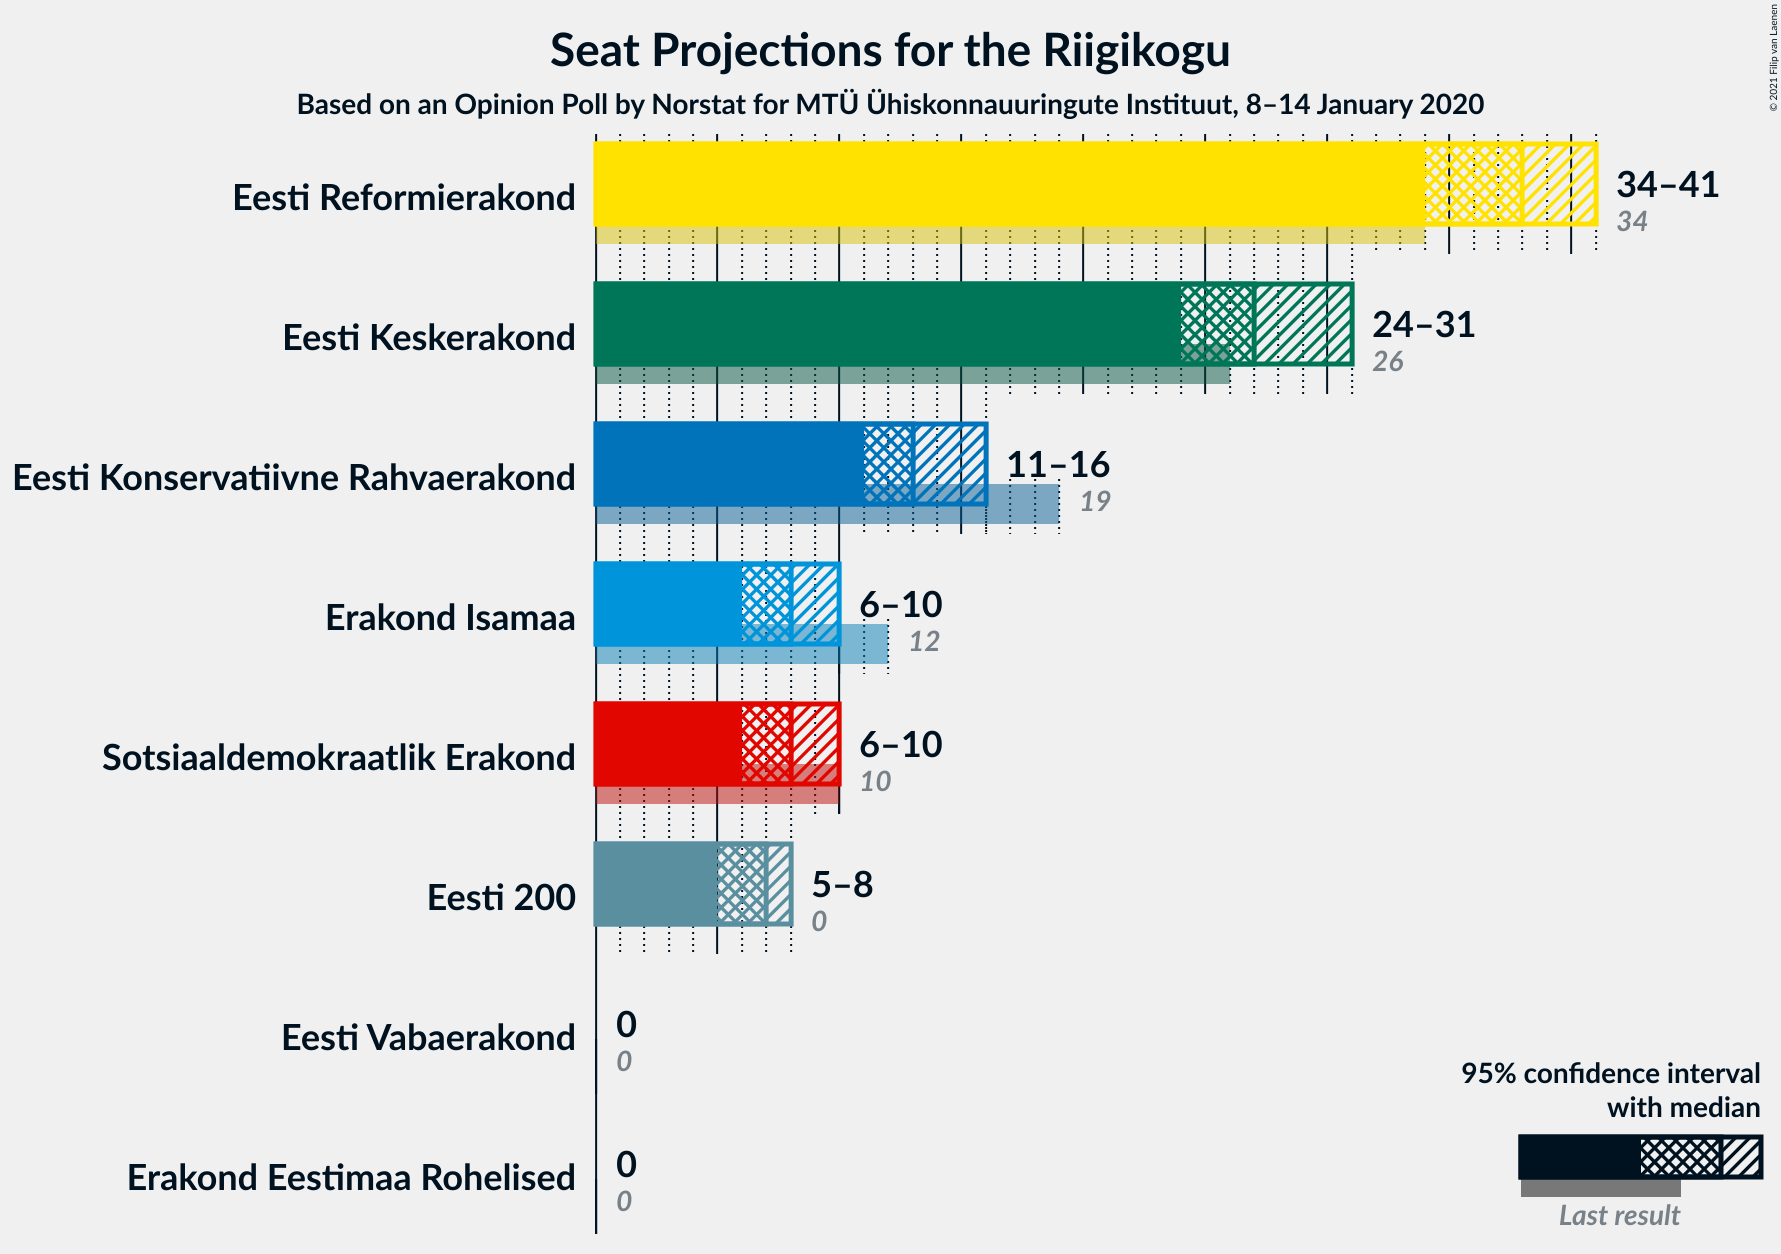 Seat Projections for the Riigikogu
Based on an Opinion Poll by Norstat for MTÜ Ühiskonnauuringute Instituut, 8–14 January 2020
© 2021 Filip van Laenen
Eesti Reformierakond
34–41
34
Eesti Keskerakond
24–31
26
Eesti Konservatiivne Rahvaerakond
11–16
19
Erakond Isamaa
6–10
12
Sotsiaaldemokraatlik Erakond
6–10
10
Eesti 200
5–8
0
Eesti Vabaerakond
0
0
Erakond Eestimaa Rohelised
0
0
95% confidence interval
with median
Last result